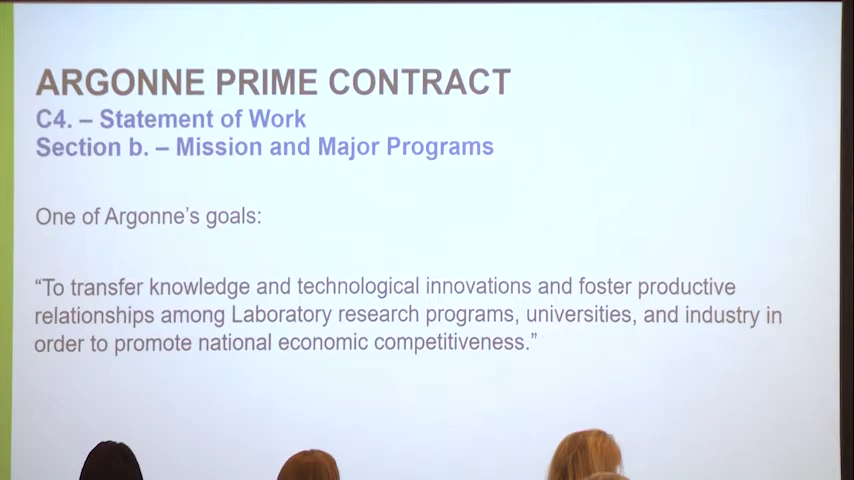 ARGONNE PRIME CONTRACT
C4. – Statement of Work
Section b. – Mission and Major Programs
One of Argonne’s goals:
“To transfer knowledge and technological innovations and foster productive
relationships among Laboratory research programs, universities, and industry in
order to promote national economic competitiveness.”